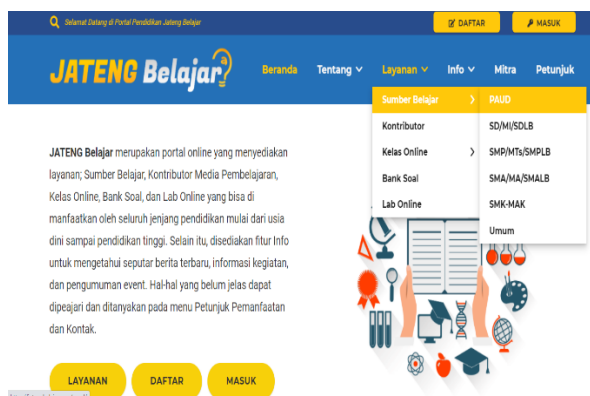 Selamat Datang di Portal Pendidikan Jateng Belajar
DAFTAR
MASUK
JATENG Belajar
Beranda
Tentang
Layanan
Info
Mitra
Petunjuk
Sumber Belajar
Kontributor
Kelas Online
Bank Soal
Lab Online
PAUD
SD/MI/SDLB
SMP/MTs/SMPLB
SMA/MA/SMALB
SMK-MAK
Umum
JATENG Belajar merupakan portal online yang menyediakan
layanan; Sumber Belajar, Kontributor Media Pembelajaran,
Kelas Online, Bank Soal, dan Lab Online yang bisa di
manfaatkan oleh seluruh jenjang pendidikan mulai dari usia
dini sampai pendidikan tinggi. Selain itu, disediakan fitur Info
untuk mengetahui seputar berita terbaru, informasi kegiatan,
dan pengumuman event. Hal-hal yang belum jelas dapat
dipeajari dan ditanyakan pada menu Petunjuk Pemanfaatan
dan Kontak.
LAYANAN
DAFTAR
MASUK